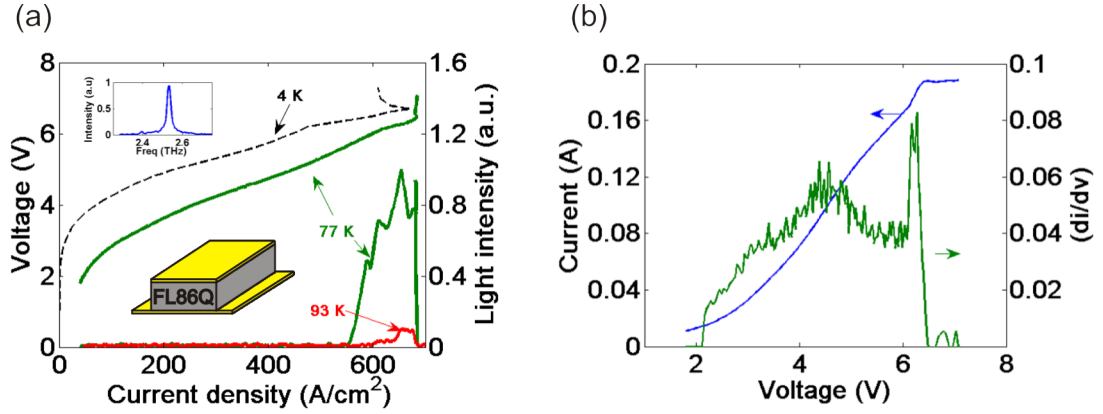 (a)
(b)
8
6
4
2
0
Voltage (V)
0
200
400
600
Current density (A/cm2)
1.6
1.2
0.8
0.4
0
Light intensity (a.u.)
1
0.5
0
Intensity (a.u)
2.4
2.6
Freq (THz)
4 K
77 K
93 K
FL86Q
0.2
0.16
0.12
0.08
0.04
0
Current (A)
2
4
6
8
Voltage (V)
0.1
0.08
0.06
0.04
0.02
(di/dv)